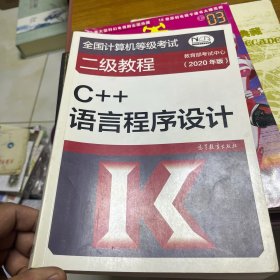 全国计算机等级考试
二级教程
教育部考试中心
(2020年版)
C++
语言程序设计
高等教育出版社